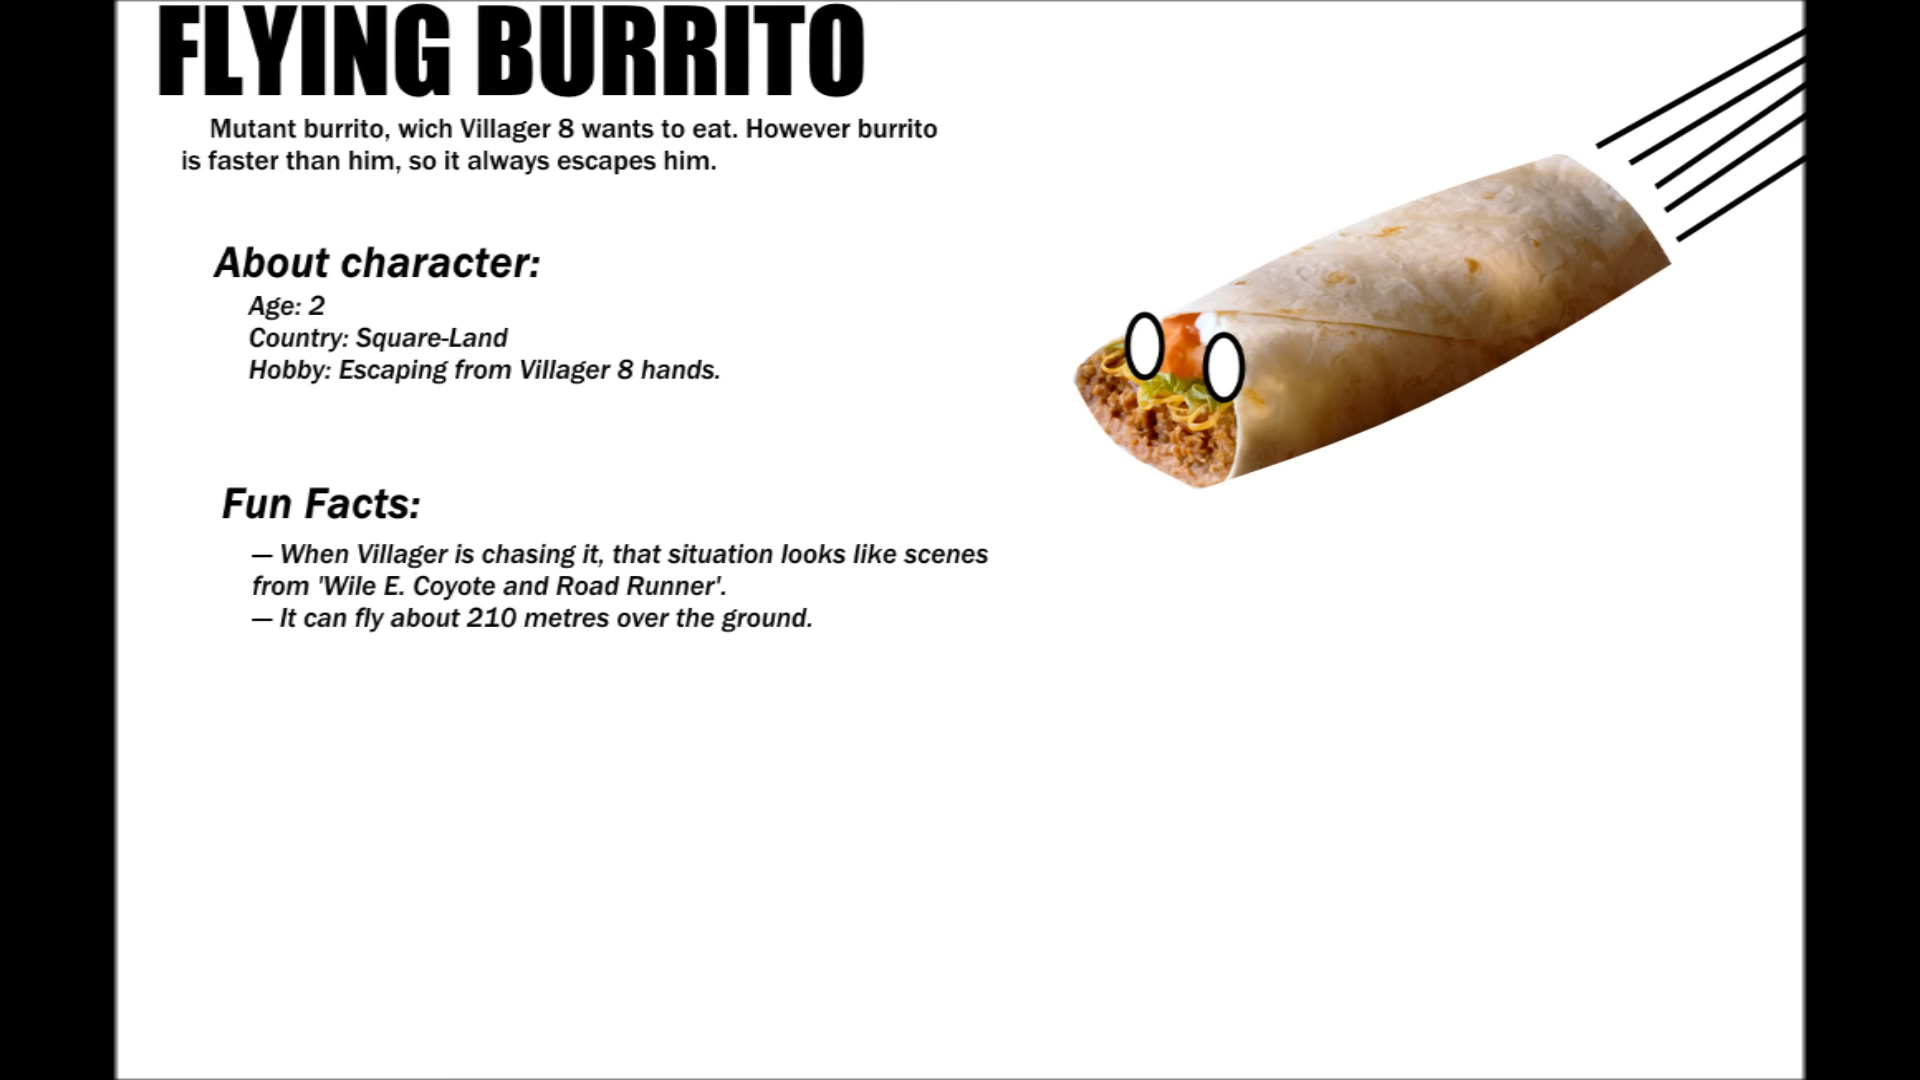 FLYING BURRITO
Mutant burrito, wich Villager 8 wants to eat. However burrito
is faster than him, so it always escapes him.
About character:
Age: 2
Country: Square-Land
Hobby: Escaping from Villager 8 hands.
Fun Facts:
— When Villager is chasing it, that situation looks like scenes
from 'Wile E. Coyote and Road Runner'.
— It can fly about 210 metres over the ground.